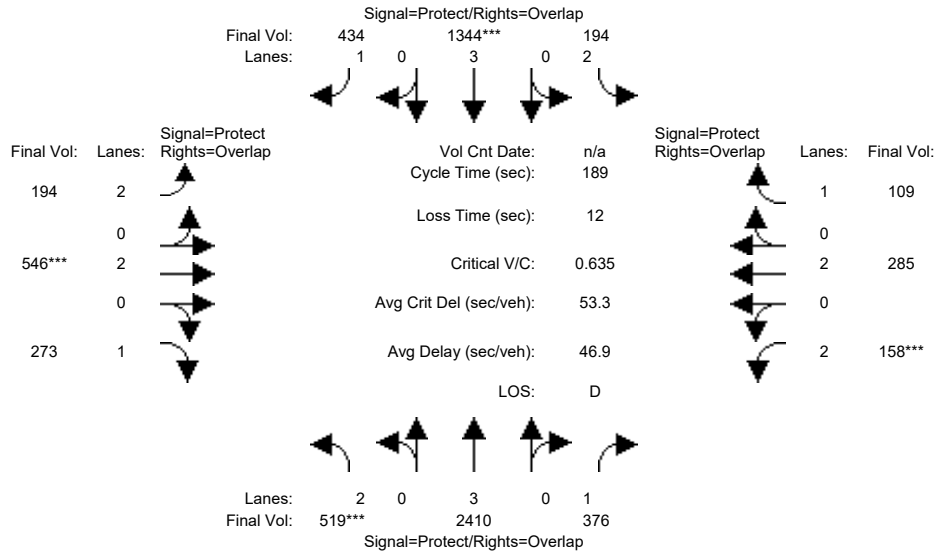 Signal=Protect/Rights=Overlap
Final Vol: 434 1344*** 194
Lanes: 1 0 3 0 2
Signal=Protect
Final Vol: Lanes: Rights=Overlap
Vol Cnt Date: n/a
Signal=Protect
Rights=Overlap Lanes: Final Vol:
Cycle Time (sec): 189
194 2
1 109
Loss Time (sec): 12
0
0
546*** 2
Critical V/C: 0.635
2 285
0
Avg Crit Del (sec/veh): 53.3
0
273 1
Avg Delay (sec/veh): 46.9
2 158***
LOS: D
Lanes: 2 0 3 0 1
Final Vol: 519*** 2410 376
Signal=Protect/Rights=Overlap